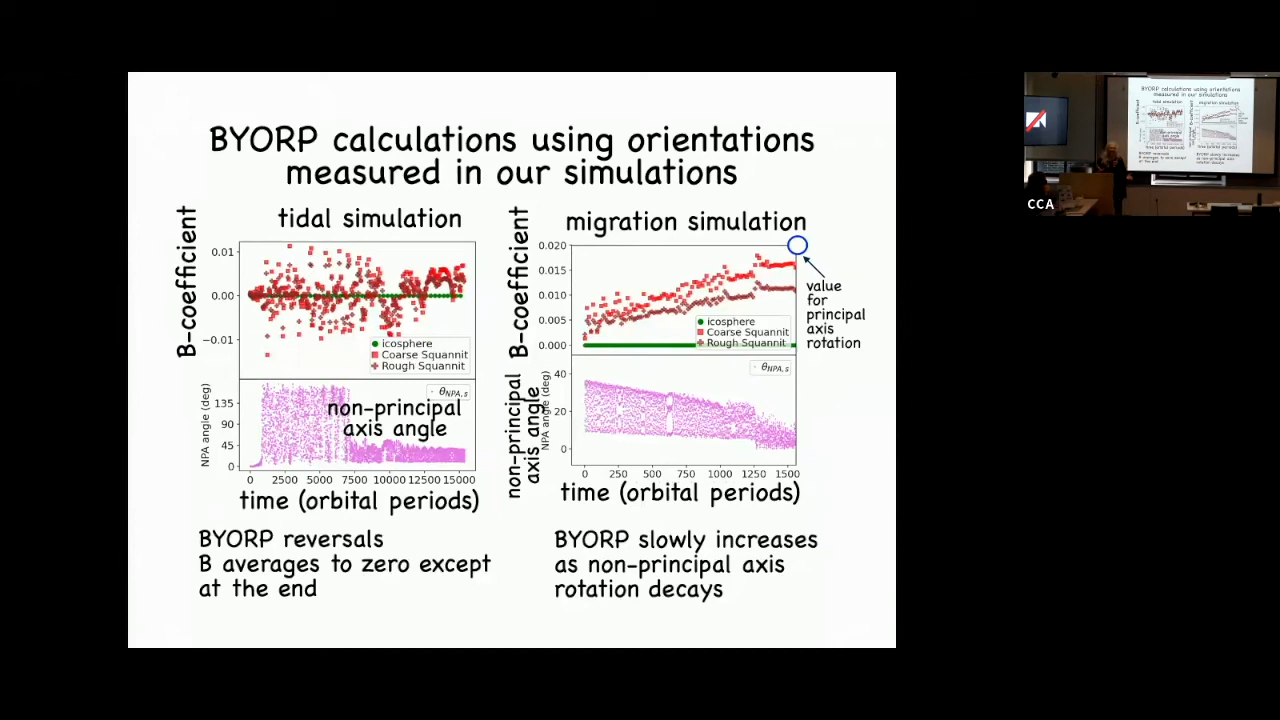 BYORP calculations using orientations
measured in our simulations
tidal simulation
B-coefficient
0.01
0.00
−0.01
icosphere
Coarse Squannit
Rough Squannit
NPA angle (deg)
135
90
45
0
θNPA,s
non-principal
axis angle
0 2500 5000 7500 10000 12500 15000
time (orbital periods)
BYORP reversals
B averages to zero except
at the end
migration simulation
B-coefficient
0.020
0.015
0.010
0.005
0.000
icosphere
Coarse Squannit
Rough Squannit
value
for
principal
axis
rotation
non-principal
axis angle
NPA angle (deg)
40
20
0
θNPA,s
0 250 500 750 1000 1250 1500
time (orbital periods)
BYORP slowly increases
as non-principal axis
rotation decays
CCA